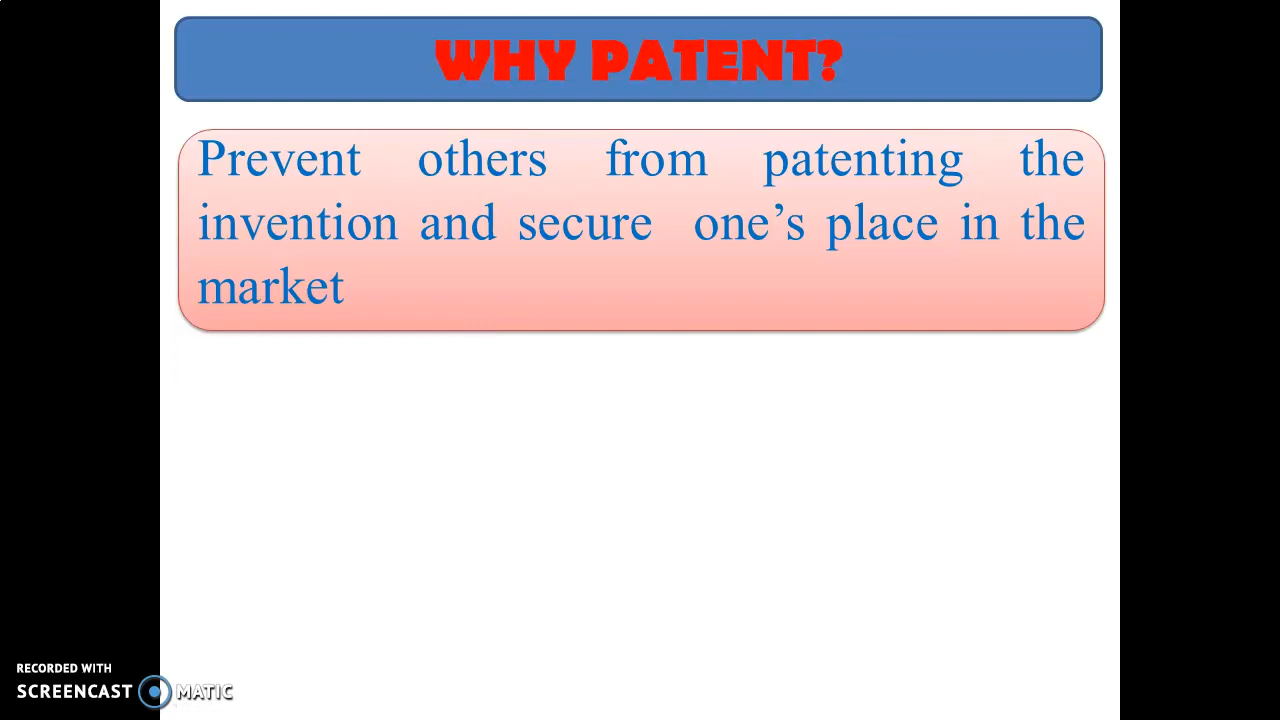 WHY PATENT?
Prevent others from patenting the
invention and secure one’s place in the
market
RECORDED WITH
SCREENCAST MATIC